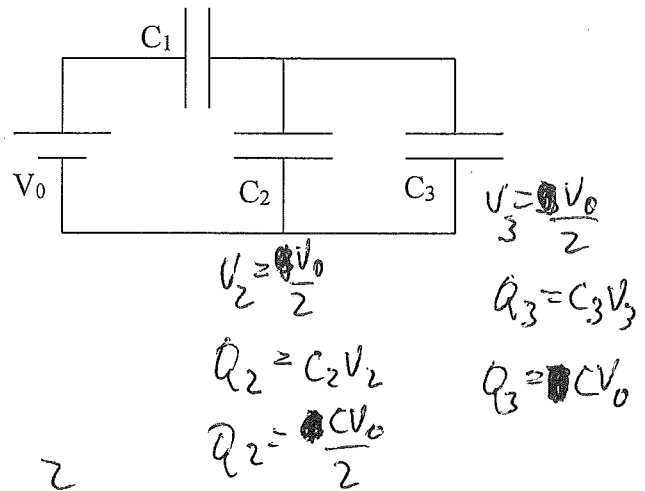 C₁
V₀
C₂
C₃
V₂ = V₀/2
Q₂ = C₂V₂
Q₂ = CV₀/2
V₃ = V₀/2
Q₃ = C₃V₃
Q₃ = CV₀
2